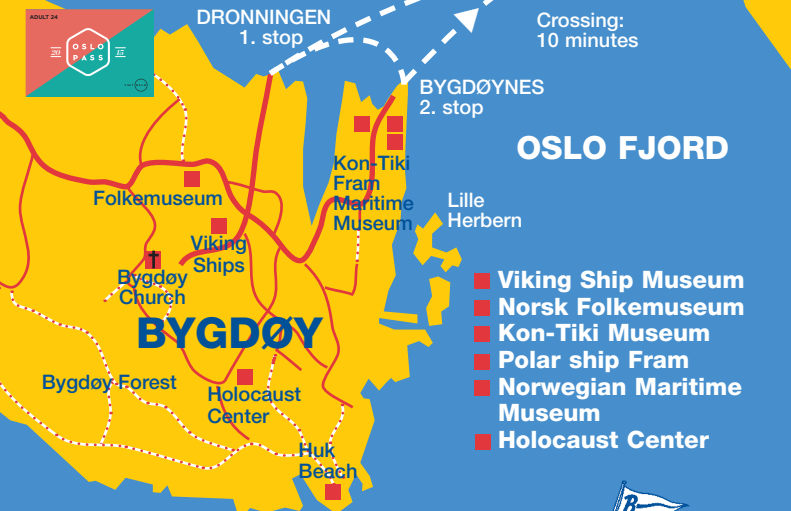 ADULT 24
20
OSLO
PASS
15
DRONNINGEN
1. stop
Crossing:
10 minutes
BYGDØYNES
2. stop
OSLO FJORD
Kon-Tiki
Fram
Maritime
Museum
Folkemuseum
Lille
Herbern
Viking
Ships
Bygdøy
Church
BYGDØY
Bygdøy Forest
Holocaust
Center
Huk
Beach
Viking Ship Museum
Norsk Folkemuseum
Kon-Tiki Museum
Polar ship Fram
Norwegian Maritime
Museum
Holocaust Center
B